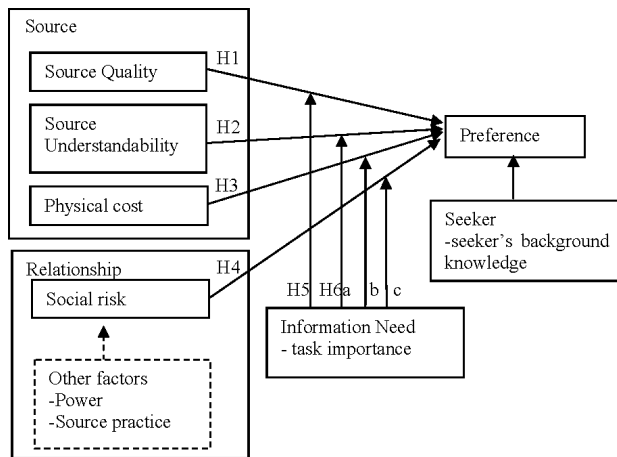 Source
Source Quality
Source
Understandability
Physical cost
H1
H2
H3
Preference
Seeker
-seeker's background
knowledge
Relationship
Social risk
H4
Other factors
-Power
-Source practice
H5 H6a b c
Information Need
- task importance